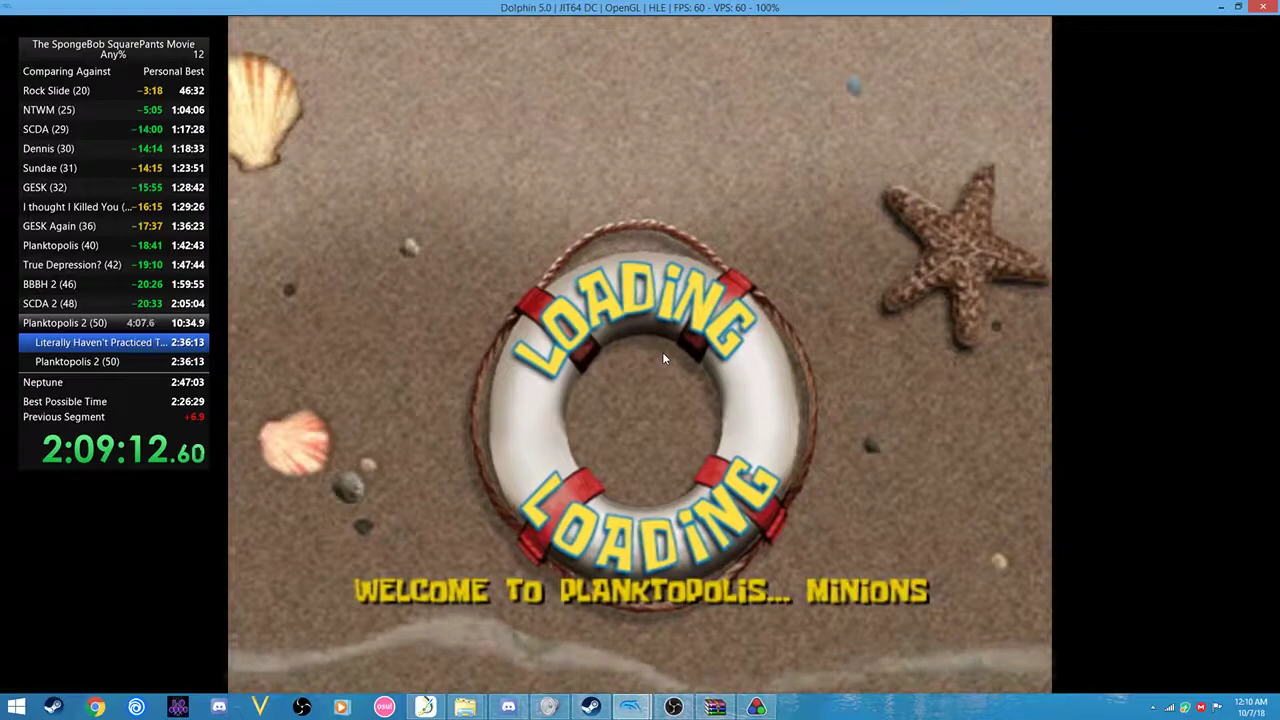 Dolphin 5.0 | JIT64 DC | OpenGL | HLE | FPS: 60 - VPS: 60 - 100%
The SpongeBob SquarePants Movie
Any% 12
Comparing Against Personal Best
Rock Slide (20) −3:18 46:32
NTWM (25) −5:05 1:04:06
SCDA (29) −14:00 1:17:28
Dennis (30) −14:14 1:18:33
Sundae (31) −14:15 1:23:51
GESK (32) −15:55 1:28:42
I thought I Killed You (... −16:15 1:29:26
GESK Again (36) −17:37 1:36:23
Planktopolis (40) −18:41 1:42:43
True Depression? (42) −19:10 1:47:44
BBBH 2 (46) −20:26 1:59:55
SCDA 2 (48) −20:33 2:05:04
Planktopolis 2 (50) 4:07.6 10:34.9
Literally Haven't Practiced T... 2:36:13
Planktopolis 2 (50) 2:36:13
Neptune 2:47:03
Best Possible Time 2:26:29
Previous Segment +6.9
2:09:12.60
LOADING
LOADING
WELCOME TO PLANKTOPOLIS... MINIONS
osu!
12:10 AM
10/7/18